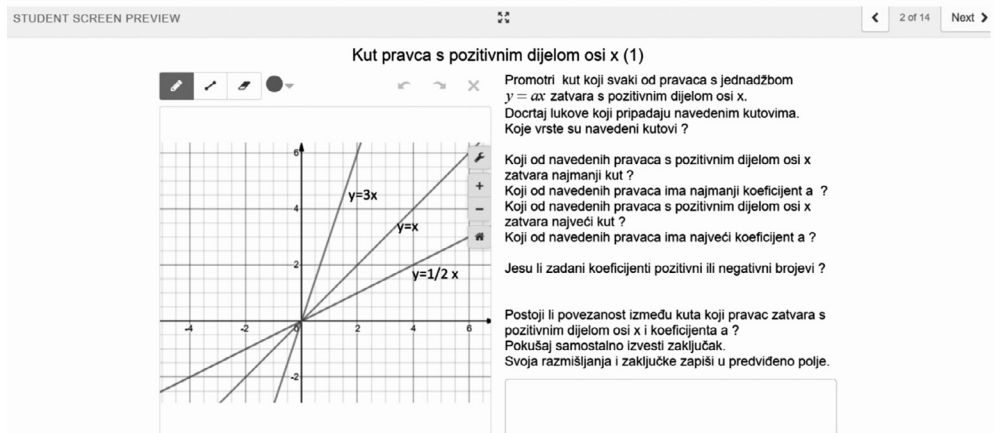 STUDENT SCREEN PREVIEW
2 of 14
Next
Kut pravca s pozitivnim dijelom osi x (1)
Promotri kut koji svaki od pravaca s jednadžbom
y = ax zatvara s pozitivnim dijelom osi x.
Docrtaj lukove koji pripadaju navedenim kutovima.
Koje vrste su navedeni kutovi ?
Koji od navedenih pravaca s pozitivnim dijelom osi x
zatvara najmanji kut ?
Koji od navedenih pravaca ima najmanji koeficijent a ?
Koji od navedenih pravaca s pozitivnim dijelom osi x
zatvara najveći kut ?
Koji od navedenih pravaca ima najveći koeficijent a ?
Jesu li zadani koeficijenti pozitivni ili negativni brojevi ?
Postoji li povezanost između kuta koji pravac zatvara s
pozitivnim dijelom osi x i koeficijenta a ?
Pokušaj samostalno izvesti zaključak.
Svoja razmišljanja i zaključke zapiši u predviđeno polje.
6
y=3x
4
y=x
2
y=1/2 x
-4 -2 0 2 4 6
-2